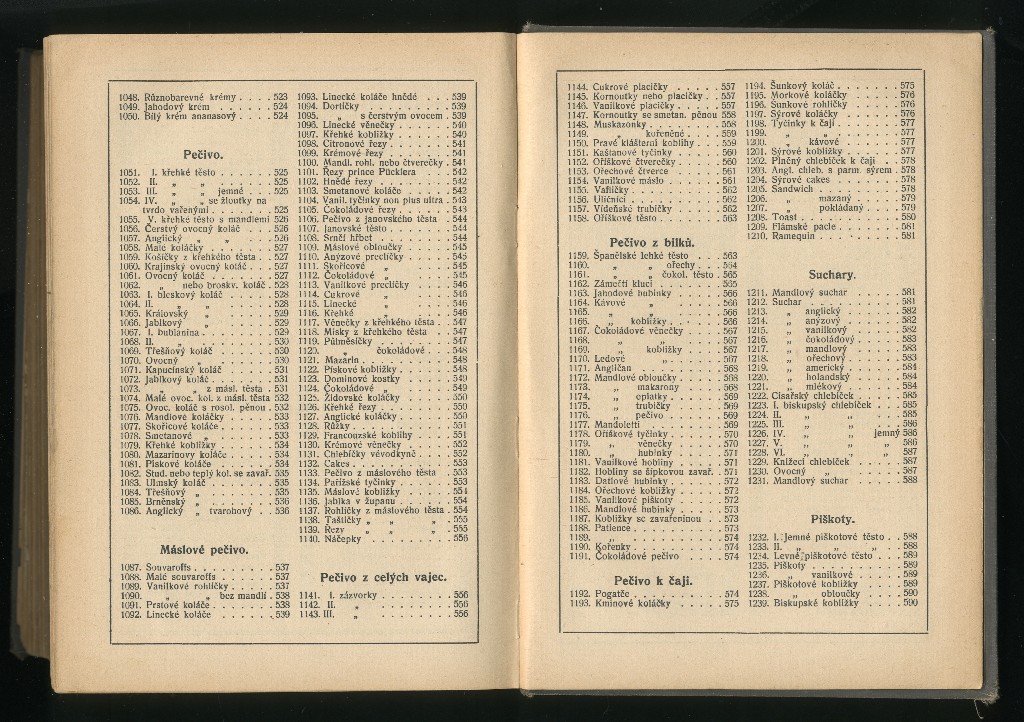 1048. Různobarevné krémy . . . . 523
1049. Jahodový krém . . . . . . 524
1050. Bílý krém ananasový . . . . 524
Pečivo.
1051. I. křehké těsto . . . . . . 525
1052. II. „ „ . . . . . . 525
1053. III. „ „ jemné . . . . 525
1054. IV. „ „ se žloutky na
tvrdo vařenými . . . . . 525
1055. V. křehké těsto s mandlemi 526
1056. Čerstvý ovocný koláč . . . 526
1057. Anglický „ „ . . . 526
1058. Malé koláčky . . . . . . . 527
1059. Košíčky z křehkého těsta . . 527
1060. Krajinský ovocný koláč . . . 527
1061. Ovocný koláč . . . . . . . 527
1062. „ nebo broskv. koláč . 528
1063. I. bleskový koláč . . . . . 528
1064. II. „ „ . . . . . 528
1065. Královský „ . . . . . 529
1066. Jablkový „ . . . . . 529
1067. I. bublanina . . . . . . . 529
1068. II. „ . . . . . . . 530
1069. Třešňový koláč . . . . . . 530
1070. Ovocný „ . . . . . . 530
1071. Kapucínský koláč . . . . . 531
1072. Jablkový koláč . . . . . . 531
1073. „ „ z másl. těsta . 531
1074. Malé ovoc. kol. z másl. těsta 532
1075. Ovoc. koláč s rosol. pěnou . 532
1076. Mandlové koláčky . . . . . 533
1077. Skořicové koláče . . . . . 533
1078. Smetanové „ . . . . . 533
1079. Křehké kobližky . . . . . . 534
1080. Mazarinovy koláče . . . . . 534
1081. Pískové koláče . . . . . . 534
1082. Stud. nebo teplý kol. se zavař. 535
1083. Ulmský koláč . . . . . . . 535
1084. Třešňový „ . . . . . . . 535
1085. Brněnský „ . . . . . . . 536
1086. Anglický „ tvarohový . . 536
Máslové pečivo.
1087. Souvaroffs . . . . . . . . 537
1088. Malé souvaroffs . . . . . . 537
1089. Vanilkové rohlíčky . . . . . 537
1090. „ „ bez mandlí . 538
1091. Prstové koláče . . . . . . . 538
1092. Linecké koláče . . . . . . 539
1093. Linecké koláče hnědé . . . 539
1094. Dortíčky . . . . . . . . . 539
1095. „ s čerstvým ovocem . 539
1096. Linecké věnečky . . . . . . 540
1097. Křehké kobližky . . . . . . 540
1098. Citronové řezy . . . . . . 541
1099. Krémové řezy . . . . . . . 541
1100. Mandl. rohl. nebo čtverečky . 541
1101. Řezy prince Pücklera . . . 542
1102. Hnědé řezy . . . . . . . . 542
1103. Smetanové koláče . . . . . 542
1104. Vanil. tyčinky non plus ultra . 543
1105. Čokoládové řezy . . . . . . 543
1106. Pečivo z janovského těsta . 544
1107. Janovské těsto . . . . . . . 544
1108. Srnčí hřbet . . . . . . . . 544
1109. Máslové obloučky . . . . . 545
1110. Anýzové preclíčky . . . . . 545
1111. Skořicové „ . . . . . 545
1112. Čokoládové „ . . . . . 545
1113. Vanilkové preclíčky . . . . 546
1114. Cukrové „ . . . . 546
1115. Linecké „ . . . . 546
1116. Křehké „ . . . . 546
1117. Věnečky z křehkého těsta . . 547
1118. Misky z křehkého těsta . . . 547
1119. Půlměsíčky . . . . . . . . 547
1120. „ čokoládové . . . 548
1121. Mazarin . . . . . . . . . . 548
1122. Pískové kobližky . . . . . . 548
1123. Dominové kostky . . . . . 549
1124. Čokoládové „ . . . . . 549
1125. Židovské koláčky . . . . . 550
1126. Křehké řezy . . . . . . . . 550
1127. Anglické koláčky . . . . . . 550
1128. Růžky . . . . . . . . . . . 551
1129. Francouzské koblihy . . . . 551
1130. Krémové věnečky . . . . . 552
1131. Chlebíčky vévodkyně . . . . 552
1132. Cakes . . . . . . . . . . . 553
1133. Pečivo z máslového těsta . 553
1134. Pařížské tyčinky . . . . . . 553
1135. Máslové kobližky . . . . . 554
1136. Jablka v županu . . . . . . 554
1137. Rohlíčky z máslového těsta . 554
1138. Taštičky „ „ „ . 555
1139. Řezy „ „ „ . 555
1140. Náčepky . . . . . . . . . 556
Pečivo z celých vajec.
1141. I. zázvorky . . . . . . . . 556
1142. II. „ . . . . . . . . 556
1143. III. „ . . . . . . . . 556
1144. Cukrové placičky . . . . . 557
1145. Kornoutky nebo placičky . . 557
1146. Vanilkové placičky . . . . . 557
1147. Kornoutky se smetan. pěnou 558
1148. Muskazonky . . . . . . . . 558
1149. „ kořeněné . . . . 559
1150. Pravé klášterní koblihy . . . 559
1151. Kaštanové tyčinky . . . . . 560
1152. Oříškové čtverečky . . . . . 560
1153. Ořechové čtverce . . . . . 561
1154. Vanilkové máslo . . . . . . 561
1155. Vafličky . . . . . . . . . . 562
1156. Uličníci . . . . . . . . . . 562
1157. Vídeňské trubičky . . . . . 562
1158. Oříškové těsto . . . . . . . 563
Pečivo z bílků.
1159. Španělské lehké těsto . . . 563
1160. „ „ ořechy . . . 564
1161. „ „ čokol. těsto . 565
1162. Zámečtí kluci . . . . . . . 565
1163. Jahodové hubinky . . . . . 566
1164. Kávové „ . . . . . 566
1165. „ „ . . . . . 566
1166. „ kobližky . . . . . . 566
1167. Čokoládové věnečky . . . . 567
1168. „ „ . . . . 567
1169. „ kobližky . . . . 567
1170. Ledové „ . . . . 567
1171. Angličan . . . . . . . . . 568
1172. Mandlové obloučky . . . . . 568
1173. „ makarony . . . . . 568
1174. „ oplatky . . . . . . 569
1175. „ trubičky . . . . . 569
1176. „ pečivo . . . . . . 569
1177. Mandoletti . . . . . . . . . 569
1178. Oříškové tyčinky . . . . . . 570
1179. „ věnečky . . . . . 570
1180. „ hubinky . . . . . 571
1181. Vanilkové hobliny . . . . . 571
1182. Hobliny se šípkovou zavař. . 571
1183. Datlové hubinky . . . . . . 572
1184. Ořechové kobližky . . . . . 572
1185. Vanilkové piškoty . . . . . 572
1186. Mandlové hubinky . . . . . 573
1187. Kobližky se zavařeninou . . 573
1188. Patience . . . . . . . . . . 573
1189. „ . . . . . . . . . . 574
1190. Kořenky . . . . . . . . . . 574
1191. Čokoládové pečivo . . . . . 574
Pečivo k čaji.
1192. Pogatče . . . . . . . . . . 574
1193. Kmínové koláčky . . . . . 575
1194. Šunkový koláč . . . . . . . 575
1195. Morkové koláčky . . . . . . 576
1196. Šunkové rohlíčky . . . . . . 576
1197. Sýrové koláčky . . . . . . . 576
1198. Tyčinky k čaji . . . . . . . 577
1199. „ „ . . . . . . . 577
1200. „ kávové . . . . . . 577
1201. Sýrové kobližky . . . . . . 577
1202. Plněný chlebíček k čaji . . 578
1203. Angl. chleb. s parm. sýrem . 578
1204. Sýrové cakes . . . . . . . 578
1205. Sandwich . . . . . . . . . 578
1206. „ mazaný . . . . . 579
1207. „ pokládaný . . . . 579
1208. Toast . . . . . . . . . . . 580
1209. Flámské pacle . . . . . . . 581
1210. Ramequin . . . . . . . . . 581
Suchary.
1211. Mandlový suchar . . . . . . 581
1212. Suchar . . . . . . . . . . 581
1213. „ anglický . . . . . . 582
1214. „ anýzový . . . . . . 582
1215. „ vanilkový . . . . . . 582
1216. „ čokoládový . . . . . 583
1217. „ mandlový . . . . . . 583
1218. „ ořechový . . . . . . 583
1219. „ americký . . . . . . 584
1220. „ holandský . . . . . . 584
1221. „ mlékový . . . . . . 584
1222. Císařský chlebíček . . . . . 585
1223. I. biskupský chlebíček . . . 585
1224. II. „ „ . . . 585
1225. III. „ „ . . . 586
1226. IV. „ „ jemný 586
1227. V. „ „ . . . 586
1228. VI. „ „ . . . 587
1229. Knížecí chlebíček . . . . . 587
1230. Ovocný „ . . . . . 587
1231. Mandlový suchar . . . . . . 588
Piškoty.
1232. I. Jemné piškotové těsto . . 588
1233. II. „ „ „ . . 588
1234. Levné piškotové těsto . . . 589
1235. Piškoty . . . . . . . . . . 589
1236. „ vanilkové . . . . . . 589
1237. Piškotové kobližky . . . . . 589
1238. „ obloučky . . . . . 590
1239. Biskupské kobližky . . . . . 590